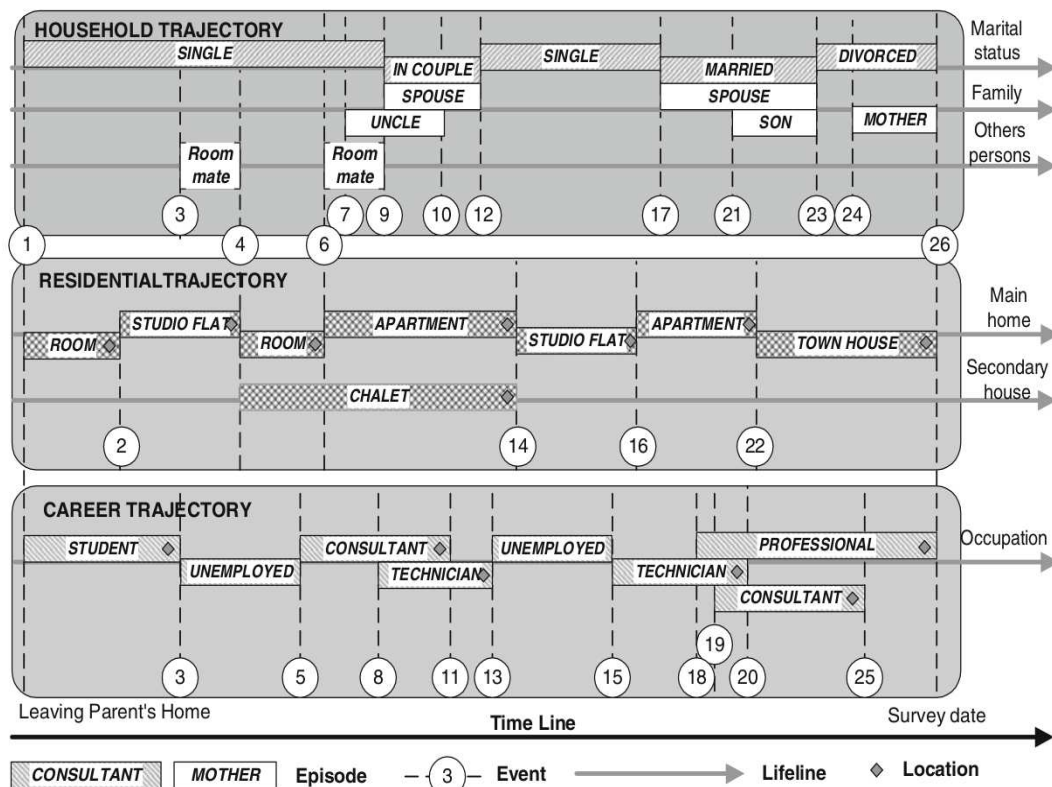 HOUSEHOLD TRAJECTORY
SINGLE
IN COUPLE
SINGLE
MARRIED
DIVORCED
Marital
status
SPOUSE
SPOUSE
Family
UNCLE
SON
MOTHER
Others
persons
Room
mate
Room
mate
3
7
9
10
12
17
21
23
24
1
4
6
26
RESIDENTIALTRAJECTORY
Main
home
STUDIO FLAT
APARTMENT
APARTMENT
ROOM
ROOM
STUDIO FLAT
TOWN HOUSE
Secondary
house
CHALET
2
14
16
22
CAREER TRAJECTORY
STUDENT
CONSULTANT
UNEMPLOYED
PROFESSIONAL
Occupation
UNEMPLOYED
TECHNICIAN
TECHNICIAN
CONSULTANT
19
3
5
8
11
13
15
18
20
25
Leaving Parent's Home
Time Line
Survey date
CONSULTANT
MOTHER
Episode
3
Event
Lifeline
Location